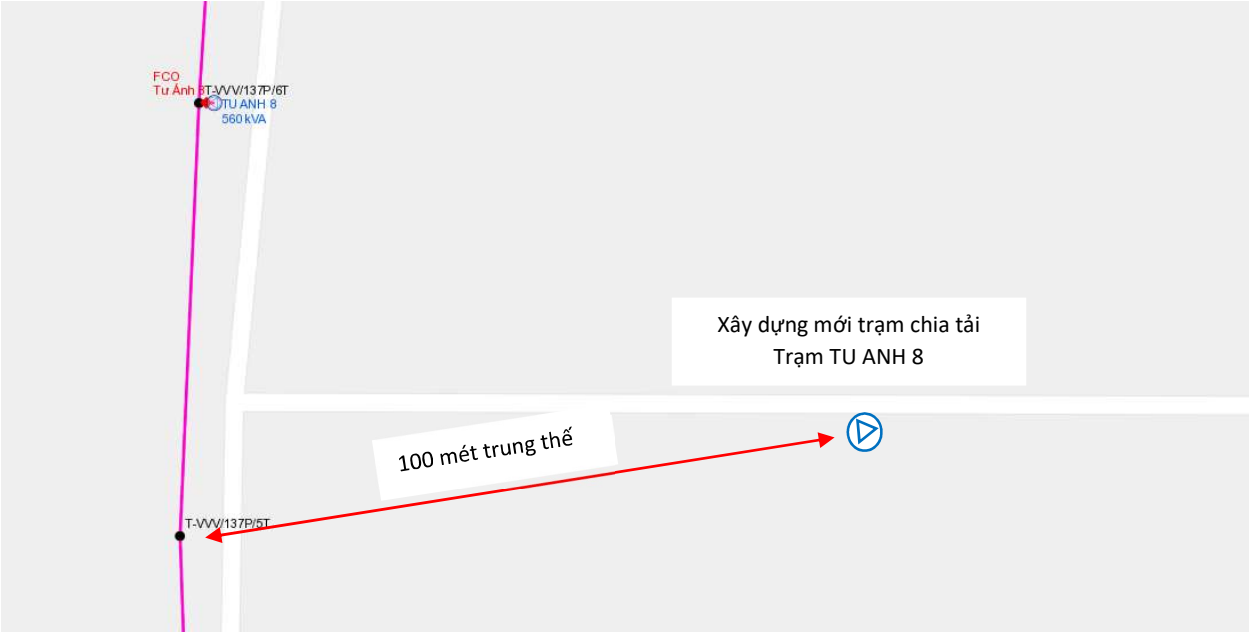 FCO
Tư Ánh 8T-VVV/137P/6T
TU ANH 8
560 kVA
Xây dựng mới trạm chia tải
Trạm TU ANH 8
100 mét trung thế
T-VVV/137P/5T